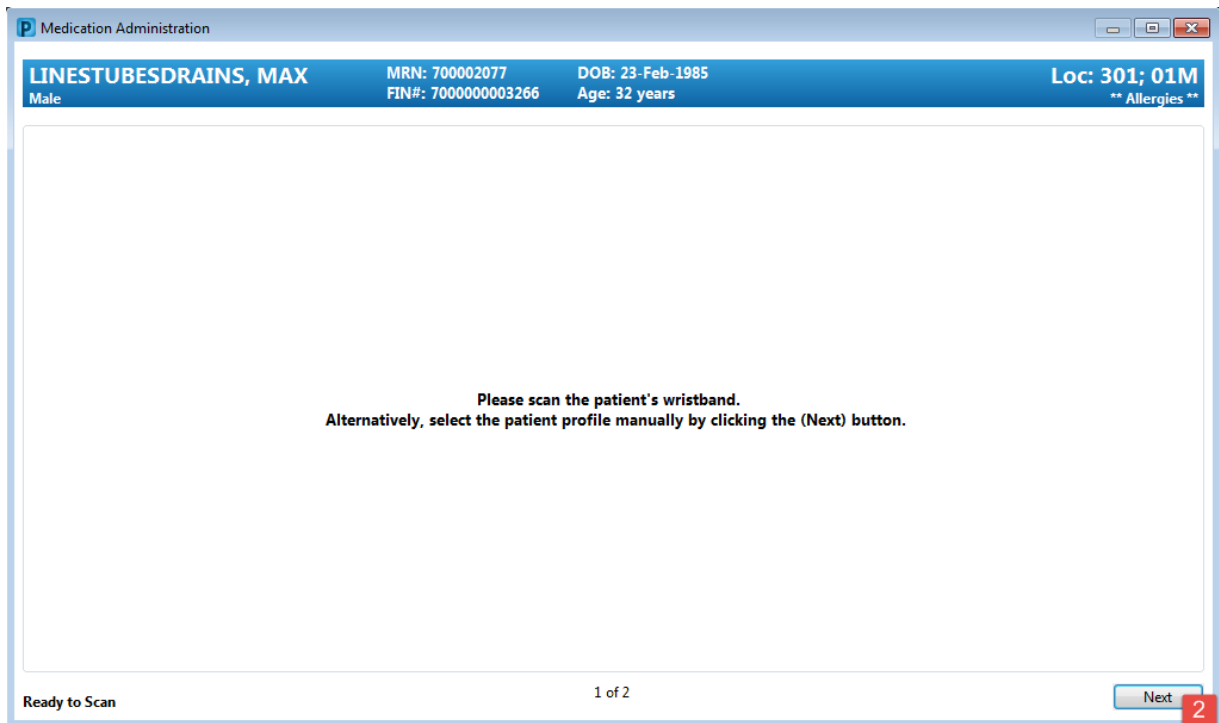 P Medication Administration
LINESTUBESDRAINS, MAX MRN: 700002077 DOB: 23-Feb-1985 Loc: 301; 01M
Male FIN#: 7000000003266 Age: 32 years ** Allergies **
Please scan the patient's wristband.
Alternatively, select the patient profile manually by clicking the (Next) button.
Ready to Scan 1 of 2 Next 2